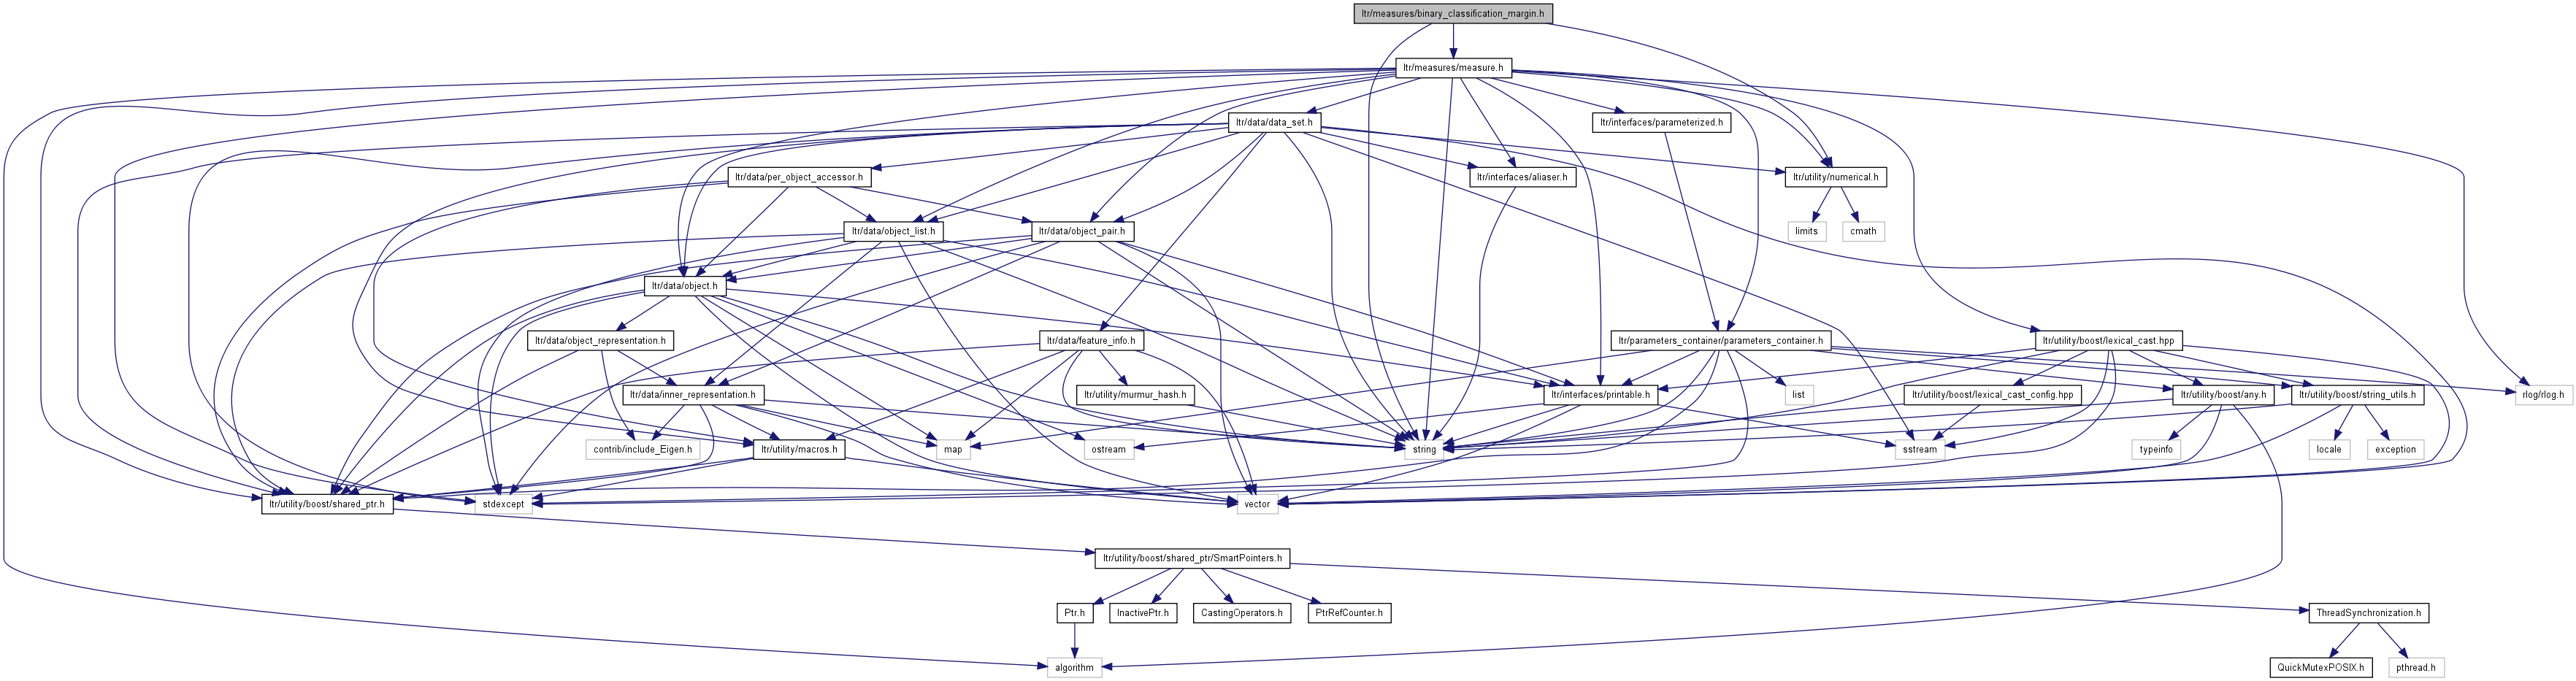 ltr/measures/binary_classification_margin.h
ltr/measures/measure.h
ltr/data/data_set.h
ltr/interfaces/parameterized.h
ltr/data/per_object_accessor.h
ltr/interfaces/aliaser.h
ltr/utility/numerical.h
ltr/data/object_list.h
ltr/data/object_pair.h
limits
cmath
ltr/data/object.h
ltr/data/object_representation.h
ltr/data/feature_info.h
ltr/parameters_container/parameters_container.h
ltr/utility/boost/lexical_cast.hpp
ltr/data/inner_representation.h
ltr/utility/murmur_hash.h
ltr/interfaces/printable.h
list
ltr/utility/boost/lexical_cast_config.hpp
ltr/utility/boost/any.h
ltr/utility/boost/string_utils.h
rlog/rlog.h
contrib/include_Eigen.h
ltr/utility/macros.h
map
ostream
string
sstream
typeinfo
locale
exception
ltr/utility/boost/shared_ptr.h
stdexcept
vector
ltr/utility/boost/shared_ptr/SmartPointers.h
Ptr.h
InactivePtr.h
CastingOperators.h
PtrRefCounter.h
ThreadSynchronization.h
algorithm
QuickMutexPOSIX.h
pthread.h